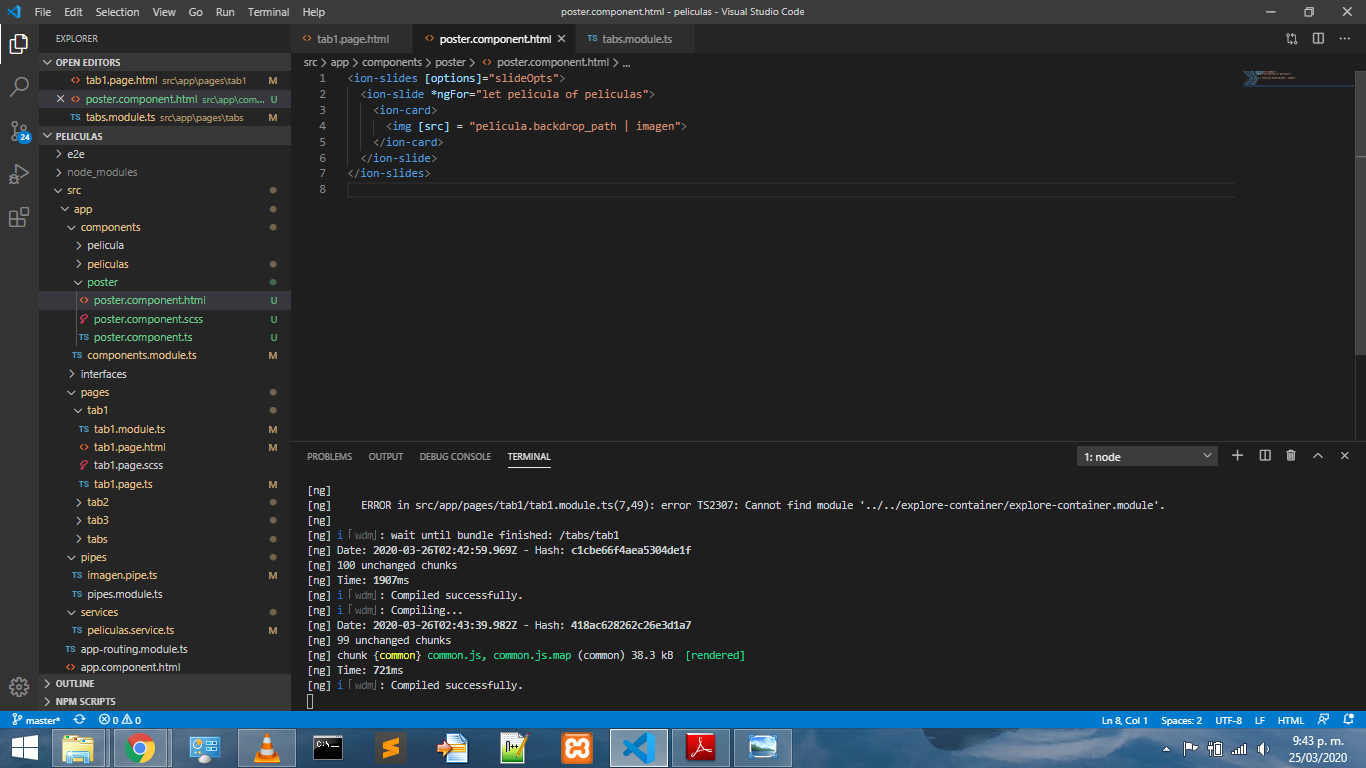 File Edit Selection View Go Run Terminal Help
poster.component.html - peliculas - Visual Studio Code
EXPLORER
OPEN EDITORS
tab1.page.html src\app\pages\tab1 M
poster.component.html src\app\com... U
tabs.module.ts src\app\pages\tabs M
PELICULAS
e2e
node_modules
src
app
components
pelicula
peliculas
poster
poster.component.html U
poster.component.scss U
poster.component.ts U
components.module.ts M
interfaces
pages
tab1
tab1.module.ts M
tab1.page.html M
tab1.page.scss
tab1.page.ts M
tab2
tab3
tabs
pipes
imagen.pipe.ts M
pipes.module.ts
services
peliculas.service.ts M
app-routing.module.ts
app.component.html
OUTLINE
NPM SCRIPTS
24
tab1.page.html poster.component.html tabs.module.ts
src > app > components > poster > poster.component.html > ...
1 <ion-slides [options]="slideOpts">
2 <ion-slide *ngFor="let pelicula of peliculas">
3 <ion-card>
4 <img [src] = "pelicula.backdrop_path | imagen">
5 </ion-card>
6 </ion-slide>
7 </ion-slides>
8
PROBLEMS OUTPUT DEBUG CONSOLE TERMINAL
1: node
[ng]
[ng] ERROR in src/app/pages/tab1/tab1.module.ts(7,49): error TS2307: Cannot find module '../../explore-container/explore-container.module'.
[ng]
[ng] i ｢wdm｣: wait until bundle finished: /tabs/tab1
[ng] Date: 2020-03-26T02:42:59.969Z - Hash: c1cbe66f4aea5304de1f
[ng] 100 unchanged chunks
[ng] Time: 1907ms
[ng] i ｢wdm｣: Compiled successfully.
[ng] i ｢wdm｣: Compiling...
[ng] Date: 2020-03-26T02:43:39.982Z - Hash: 418ac628262c26e3d1a7
[ng] 99 unchanged chunks
[ng] chunk {common} common.js, common.js.map (common) 38.3 kB [rendered]
[ng] Time: 721ms
[ng] i ｢wdm｣: Compiled successfully.
master* 0 0
Ln 8, Col 1 Spaces: 2 UTF-8 LF HTML
9:43 p. m.
25/03/2020